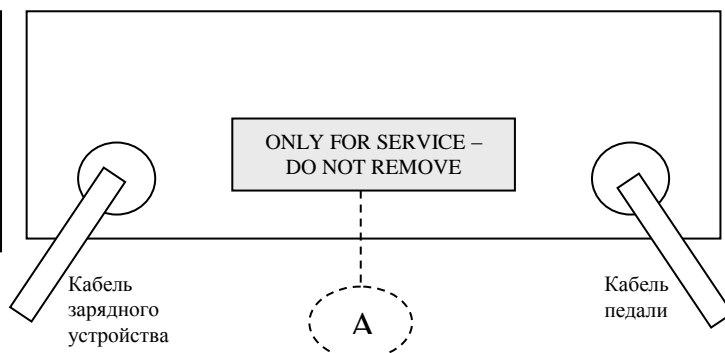 ONLY FOR SERVICE –
DO NOT REMOVE
Кабель
зарядного
устройства
A
Кабель
педали